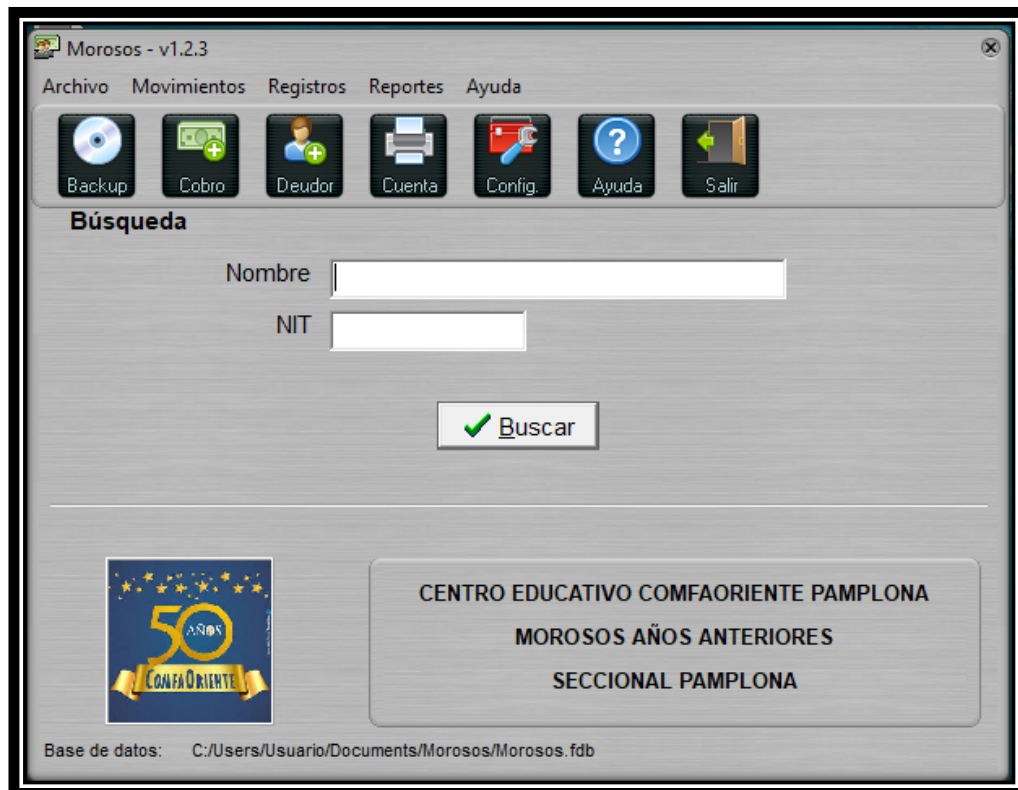 Morosos - v1.2.3
Archivo Movimientos Registros Reportes Ayuda
Backup Cobro Deudor Cuenta Config. Ayuda Salir
Búsqueda
Nombre
NIT
Buscar
50
AÑOS
COMFAORIENTE
CENTRO EDUCATIVO COMFAORIENTE PAMPLONA
MOROSOS AÑOS ANTERIORES
SECCIONAL PAMPLONA
Base de datos: C:/Users/Usuario/Documents/Morosos/Morosos.fdb